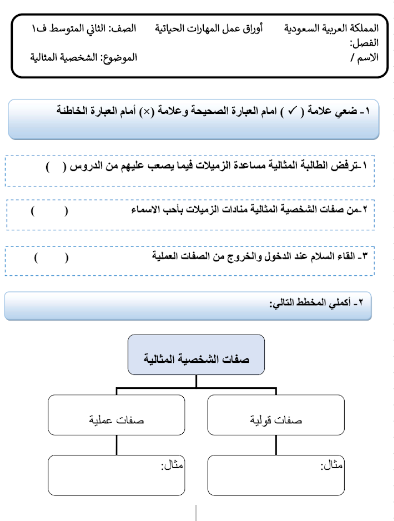 المملكة العربية السعودية أوراق عمل المهارات الحياتية الصف: الثاني المتوسط ف١
الفصل:
الاسم / الموضوع: الشخصية المثالية
١- ضعي علامة ( ✓ ) امام العبارة الصحيحة وعلامة (×) أمام العبارة الخاطئة
١-ترفض الطالبة المثالية مساعدة الزميلات فيما يصعب عليهم من الدروس ( )
٢-من صفات الشخصية المثالية منادات الزميلات بأحب الاسماء ( )
٣- القاء السلام عند الدخول والخروج من الصفات العملية ( )
٢- أكملي المخطط التالي:
صفات الشخصية المثالية
صفات قولية صفات عملية
مثال: مثال: